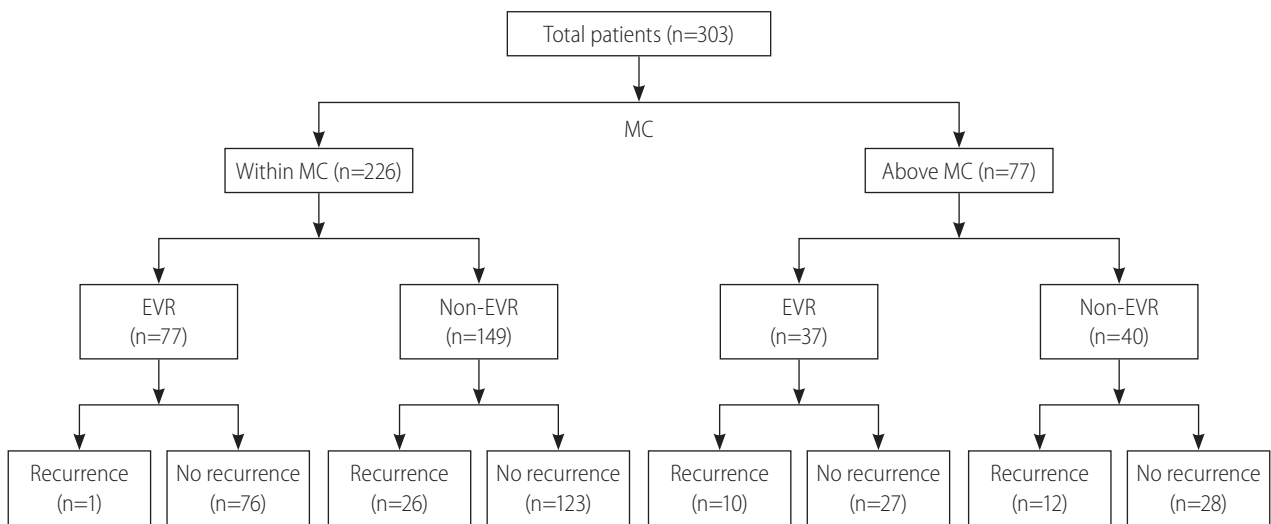 Total patients (n=303)
MC
Within MC (n=226)
Above MC (n=77)
EVR
(n=77)
Non-EVR
(n=149)
EVR
(n=37)
Non-EVR
(n=40)
Recurrence
(n=1)
No recurrence
(n=76)
Recurrence
(n=26)
No recurrence
(n=123)
Recurrence
(n=10)
No recurrence
(n=27)
Recurrence
(n=12)
No recurrence
(n=28)